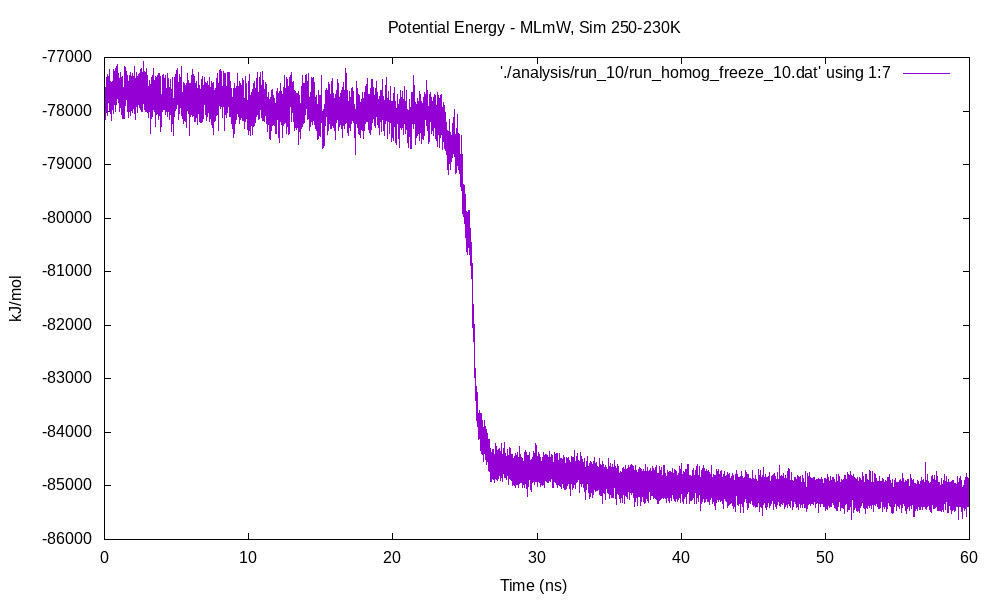 Potential Energy - MLmW, Sim 250-230K
'./analysis/run_10/run_homog_freeze_10.dat' using 1:7
-77000
-78000
-79000
-80000
-81000
-82000
-83000
-84000
-85000
-86000
kJ/mol
0 10 20 30 40 50 60
Time (ns)